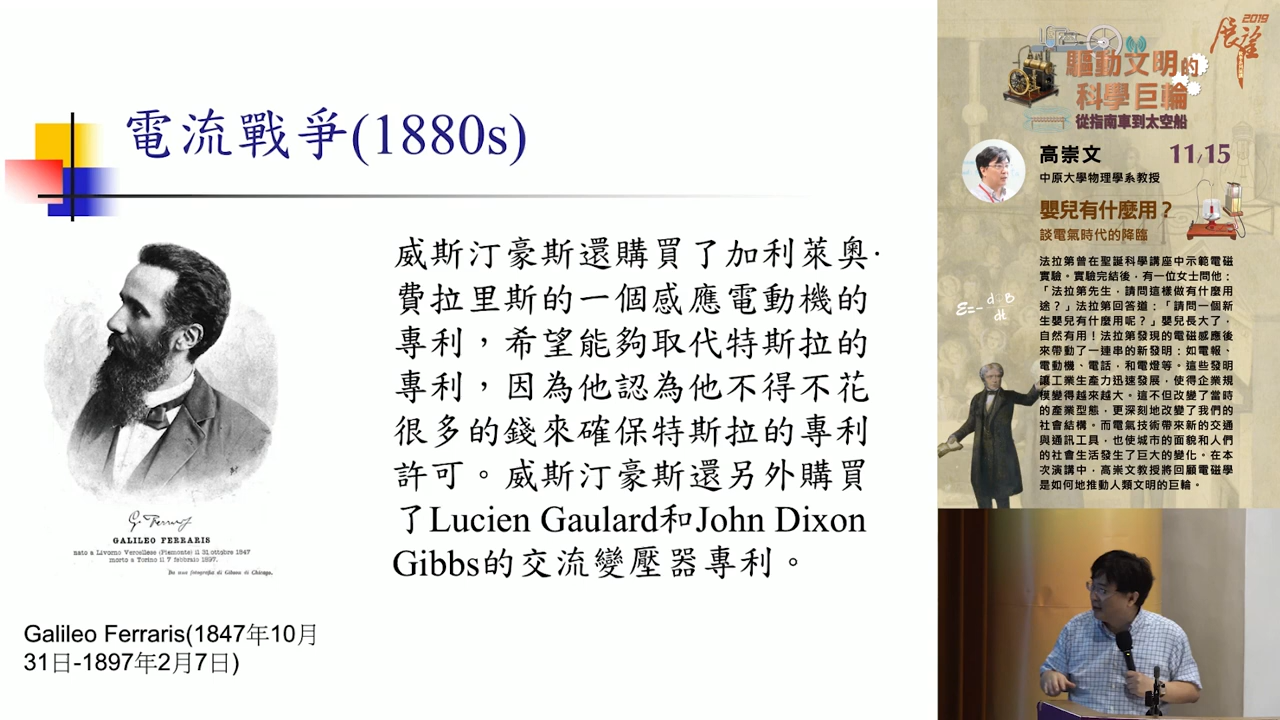 電流戰爭(1880s)
威斯汀豪斯還購買了加利萊奧·
費拉里斯的一個感應電動機的
專利，希望能夠取代特斯拉的
專利，因為他認為他不得不花
很多的錢來確保特斯拉的專利
許可。威斯汀豪斯還另外購買
了Lucien Gaulard和John Dixon
Gibbs的交流變壓器專利。
G. Ferraris
GALILEO FERRARIS
nato a Livorno Vercellese (Piemonte) il 31 ottobre 1847
morto a Torino il 7 febbraio 1897.
Da una fotografia di Gibson di Chicago.
Galileo Ferraris(1847年10月
31日-1897年2月7日)
2019
展望
驅動文明的
科學巨輪
從指南車到太空船
高崇文
11/15
中原大學物理學系教授
嬰兒有什麼用？
談電氣時代的降臨
法拉第曾在聖誕科學講座中示範電磁
實驗。實驗完結後，有一位女士問他：
「法拉第先生，請問這樣做有什麼用
途？」法拉第回答道：「請問一個新
生嬰兒有什麼用呢？」嬰兒長大了，
自然有用！法拉第發現的電磁感應後
來帶動了一連串的新發明：如電報、
電動機、電話，和電燈等。這些發明
讓工業生產力迅速發展，使得企業規
模變得越來越大。這不但改變了當時
的產業型態，更深刻地改變了我們的
社會結構。而電氣技術帶來新的交通
與通訊工具，也使城市的面貌和人們
的社會生活發生了巨大的變化。在本
次演講中，高崇文教授將回顧電磁學
是如何地推動人類文明的巨輪。